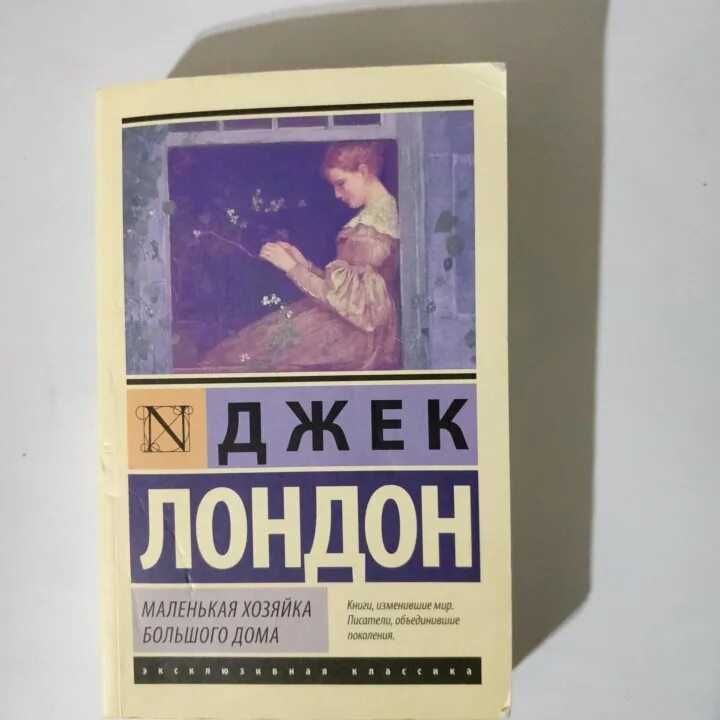 N
ДЖЕК
ЛОНДОН
МАЛЕНЬКАЯ ХОЗЯЙКА
БОЛЬШОГО ДОМА
Книги, изменившие мир.
Писатели, объединившие
поколения.
эксклюзивная классика